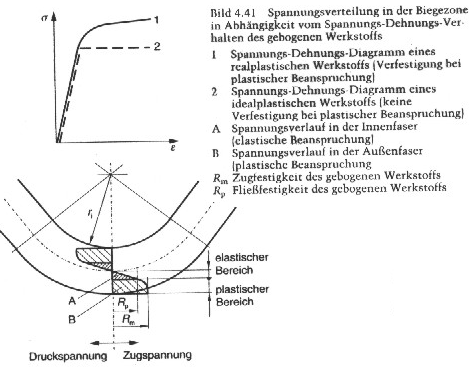 Bild 4.41 Spannungsverteilung in der Biegezone
in Abhängigkeit vom Spannungs-Dehnungs-Ver-
halten des gebogenen Werkstoffs
1 Spannungs-Dehnungs-Diagramm eines
realplastischen Werkstoffs (Verfestigung bei
plastischer Beanspruchung)
2 Spannungs-Dehnungs-Diagramm eines
idealplastischen Werkstoffs (keine
Verfestigung bei plastischer Beanspruchung)
A Spannungsverlauf in der Innenfaser
(elastische Beanspruchung)
B Spannungsverlauf in der Außenfaser
(plastische Beanspruchung
Rm Zugfestigkeit des gebogenen Werkstoffs
Rp Fließfestigkeit des gebogenen Werkstoffs
σ
1
2
ε
ri
elastischer
Bereich
plastischer
Bereich
A
B
Rp
Rm
Druckspannung
Zugspannung